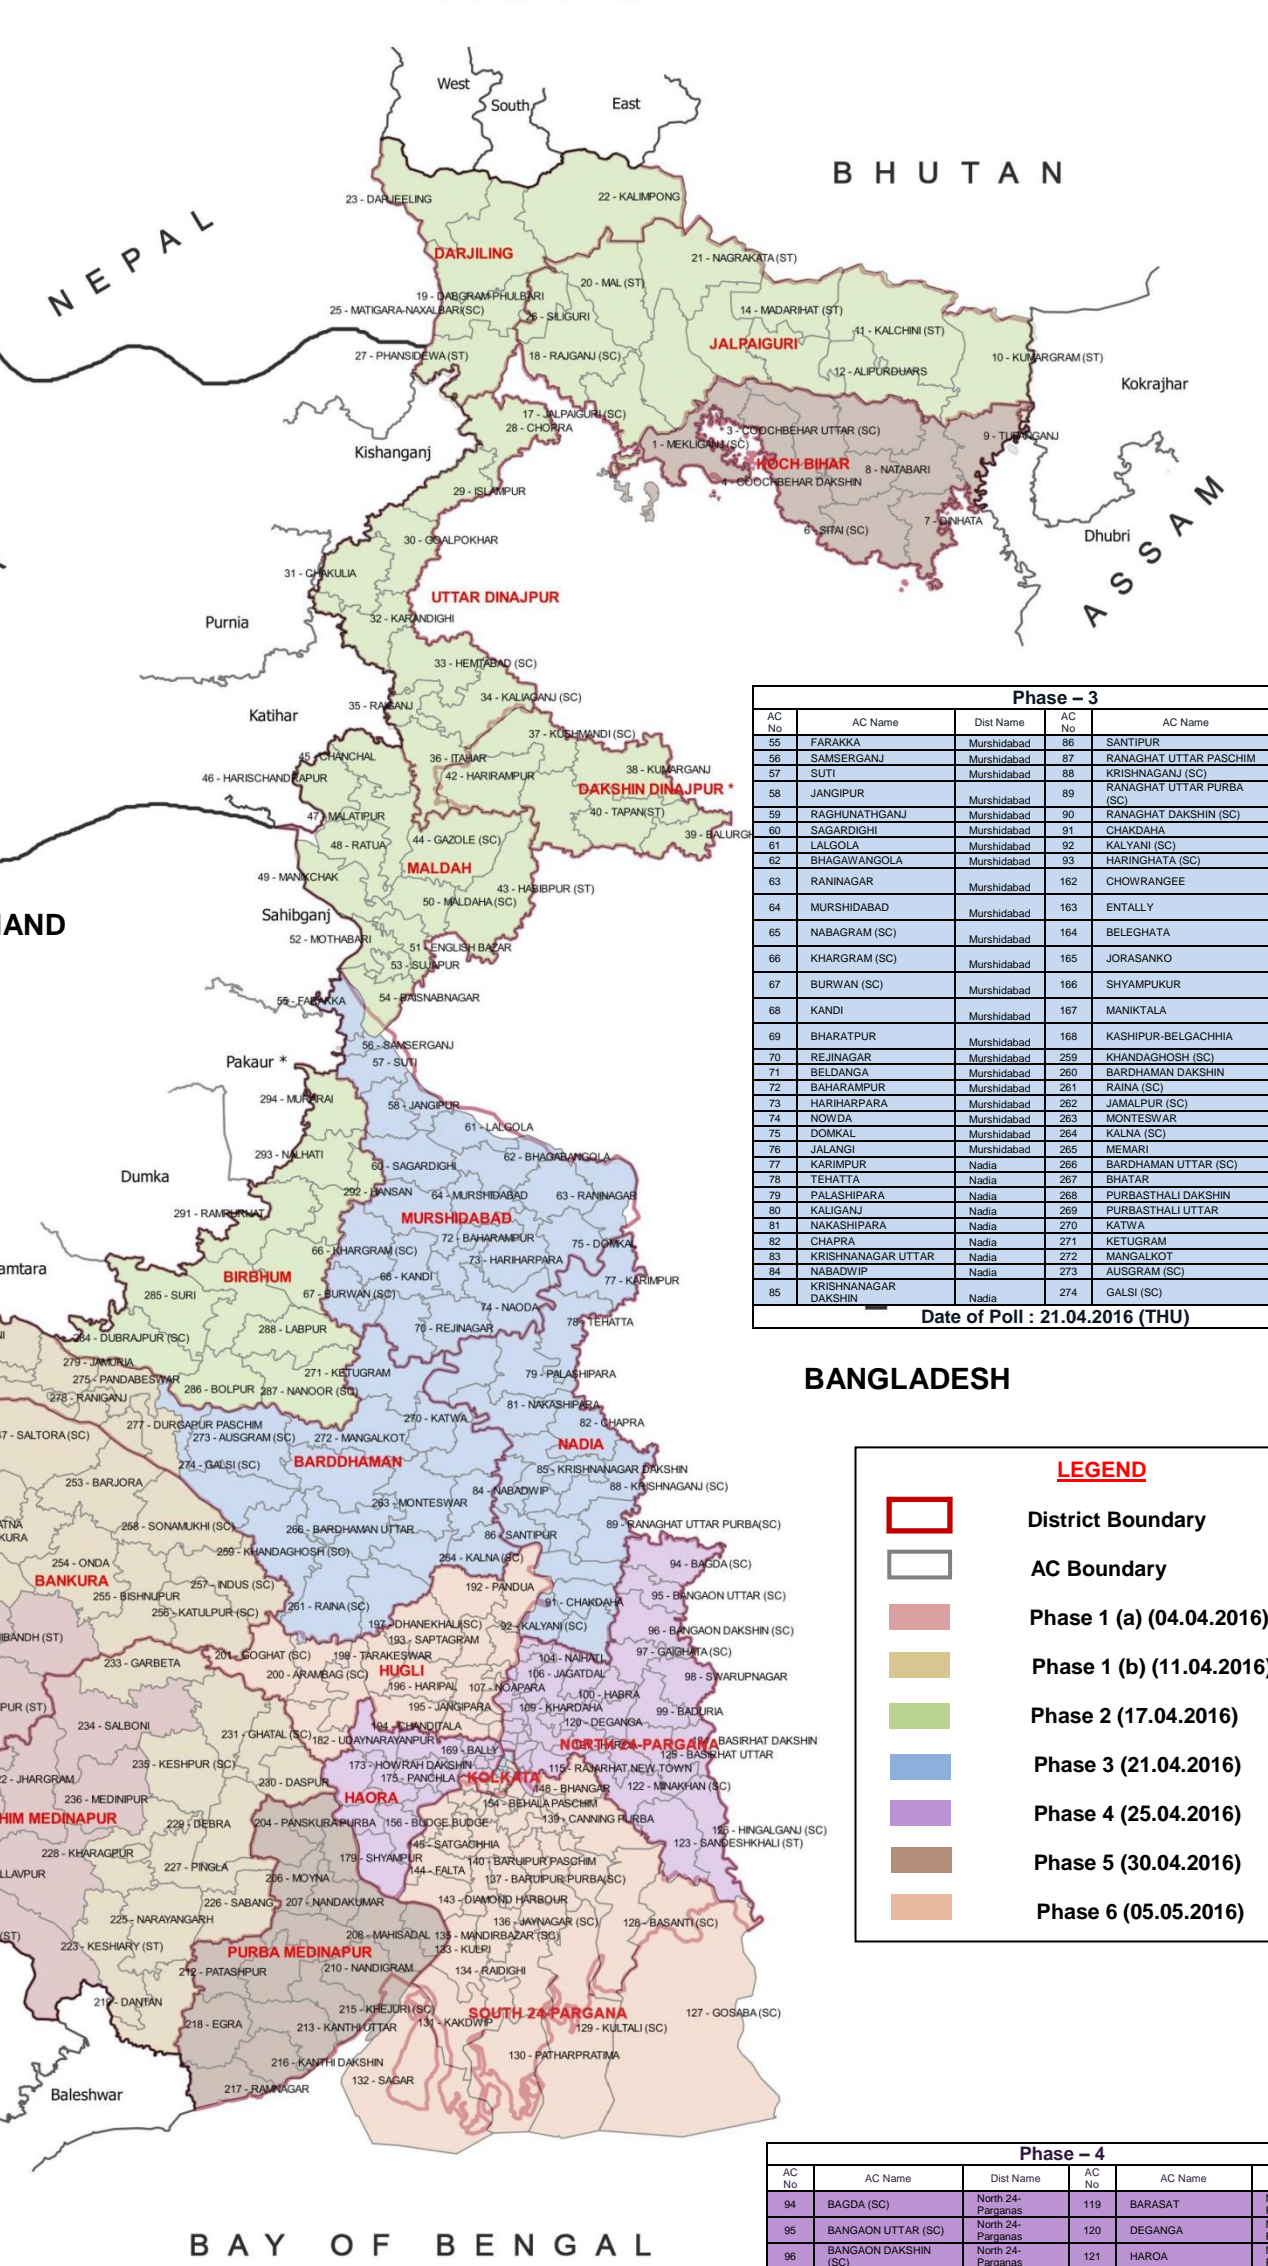 West
South
East
BHUTAN
NEPAL
23 - DARJEELING
22 - KALIMPONG
DARJILING
21 - NAGRAKATA (ST)
20 - MAL (ST)
19 - DABGRAM-PHULBARI
25 - MATIGARA-NAXALBARI(SC)
26 - SILIGURI
14 - MADARIHAT (ST)
11 - KALCHINI (ST)
JALPAIGURI
27 - PHANSIDEWA (ST)
18 - RAJGANJ (SC)
10 - KUMARGRAM (ST)
12 - ALIPURDUARS
Kokrajhar
17 - JALPAIGURI (SC)
28 - CHOPRA
3 - COOCHBEHAR UTTAR (SC)
9 - TUFANGANJ
1 - MEKLIGANJ (SC)
Kishanganj
KOCH BIHAR
8 - NATABARI
4 - COOCHBEHAR DAKSHIN
29 - ISLAMPUR
7 - DINHATA
6 - SITAI (SC)
Dhubri
ASSAM
30 - GOALPOKHAR
31 - CHAKULIA
UTTAR DINAJPUR
Purnia
32 - KARANDIGHI
33 - HEMTABAD (SC)
34 - KALIAGANJ (SC)
35 - RAIGANJ
Katihar
37 - KUSHMANDI (SC)
45 - CHANCHAL
36 - ITAHAR
46 - HARISCHANDRAPUR
42 - HARIRAMPUR
38 - KUMARGANJ
DAKSHIN DINAJPUR *
47 - MALATIPUR
40 - TAPAN(ST)
39 - BALURGH
48 - RATUA
44 - GAZOLE (SC)
MALDAH
49 - MANIKCHAK
43 - HABIBPUR (ST)
50 - MALDAHA (SC)
Sahibganj
HAND
52 - MOTHABARI
51 - ENGLISH BAZAR
53 - SUJAPUR
55 - FARAKKA
54 - BAISNABNAGAR
56 - SAMSERGANJ
Pakaur *
57 - SUTI
294 - MURARAI
58 - JANGIPUR
61 - LALGOLA
293 - NALHATI
62 - BHAGABANGOLA
60 - SAGARDIGHI
Dumka
292 - HANSAN
64 - MURSHIDABAD
63 - RANINAGAR
291 - RAMPURHAT
MURSHIDABAD
72 - BAHARAMPUR
75 - DOMKAL
66 - KHARGRAM (SC)
73 - HARIHARPARA
amtara
BIRBHUM
68 - KANDI
77 - KARIMPUR
285 - SURI
67 - BURWAN (SC)
74 - NAODA
78 - TEHATTA
288 - LABPUR
70 - REJINAGAR
284 - DUBRAJPUR (SC)
279 - JAMURIA
271 - KETUGRAM
79 - PALASHIPARA
275 - PANDABESWAR
286 - BOLPUR
287 - NANOOR (SC)
278 - RANIGANJ
81 - NAKASHIPARA
277 - DURGAPUR PASCHIM
270 - KATWA
82 - CHAPRA
7 - SALTORA (SC)
273 - AUSGRAM (SC)
272 - MANGALKOT
NADIA
274 - GALSI (SC)
BARDDHAMAN
85 - KRISHNANAGAR DAKSHIN
253 - BARJORA
84 - NABADWIP
88 - KRISHNAGANJ (SC)
263 - MONTESWAR
258 - SONAMUKHI (SC)
266 - BARDHAMAN UTTAR
86 - SANTIPUR
89 - RANAGHAT UTTAR PURBA(SC)
259 - KHANDAGHOSH (SC)
264 - KALNA (SC)
254 - ONDA
94 - BAGDA (SC)
BANKURA
257 - INDUS (SC)
192 - PANDUA
255 - BISHNUPUR
95 - BANGAON UTTAR (SC)
256 - KATULPUR (SC)
261 - RAINA (SC)
91 - CHAKDAHA
197 - DHANEKHALI(SC)
92 - KALYANI (SC)
96 - BANGAON DAKSHIN (SC)
IBANDH (ST)
193 - SAPTAGRAM
201 - GOGHAT (SC)
198 - TARAKESWAR
104 - NAIHATI
97 - GAIGHATA (SC)
233 - GARBETA
200 - ARAMBAG (SC)
HUGLI
106 - JAGATDAL
98 - SWARUPNAGAR
196 - HARIPAL
107 - NOAPARA
100 - HABRA
PUR (ST)
195 - JANGIPARA
109 - KHARDAHA
99 - BADURIA
234 - SALBONI
194 - CHANDITALA
120 - DEGANGA
231 - GHATAL (SC)
182 - UDAYNARAYANPUR
NORTH 24-PARGANA
BASIRHAT DAKSHIN
169 - BALLY
125 - BASIRHAT UTTAR
235 - KESHPUR (SC)
173 - HOWRAH DAKSHIN
115 - RAJARHAT NEW TOWN
2 - JHARGRAM
230 - DASPUR
175 - PANCHLA
KOLKATA
148 - BHANGAR
122 - MINAKHAN (SC)
236 - MEDINIPUR
HAORA
154 - BEHALA PASCHIM
HIM MEDINAPUR
229 - DEBRA
204 - PANSKURA PURBA
156 - BUDGE BUDGE
139 - CANNING PURBA
126 - HINGALGANJ (SC)
228 - KHARAGPUR
145 - SATGACHHIA
123 - SANDESHKHALI (ST)
LLAVPUR
227 - PINGLA
179 - SHYAMPUR
144 - FALTA
140 - BARUIPUR PASCHIM
206 - MOYNA
137 - BARUIPUR PURBA(SC)
226 - SABANG
207 - NANDAKUMAR
143 - DIAMOND HARBOUR
225 - NARAYANGARH
136 - JAYNAGAR (SC)
128 - BASANTI (SC)
(ST)
208 - MAHISADAL
135 - MANDIRBAZAR (SC)
223 - KESHIARY (ST)
PURBA MEDINAPUR
133 - KULPI
212 - PATASHPUR
210 - NANDIGRAM
134 - RAIDIGHI
219 - DANTAN
215 - KHEJURI (SC)
SOUTH 24-PARGANA
127 - GOSABA (SC)
218 - EGRA
213 - KANTHI UTTAR
131 - KAKDWIP
129 - KULTALI (SC)
216 - KANTHI DAKSHIN
130 - PATHARPRATIMA
217 - RAMNAGAR
132 - SAGAR
Baleshwar
BAY OF BENGAL
Phase – 3
AC No AC Name Dist Name AC No AC Name
55 FARAKKA Murshidabad 86 SANTIPUR
56 SAMSERGANJ Murshidabad 87 RANAGHAT UTTAR PASCHIM
57 SUTI Murshidabad 88 KRISHNAGANJ (SC)
58 JANGIPUR Murshidabad 89 RANAGHAT UTTAR PURBA (SC)
59 RAGHUNATHGANJ Murshidabad 90 RANAGHAT DAKSHIN (SC)
60 SAGARDIGHI Murshidabad 91 CHAKDAHA
61 LALGOLA Murshidabad 92 KALYANI (SC)
62 BHAGAWANGOLA Murshidabad 93 HARINGHATA (SC)
63 RANINAGAR Murshidabad 162 CHOWRANGEE
64 MURSHIDABAD Murshidabad 163 ENTALLY
65 NABAGRAM (SC) Murshidabad 164 BELEGHATA
66 KHARGRAM (SC) Murshidabad 165 JORASANKO
67 BURWAN (SC) Murshidabad 166 SHYAMPUKUR
68 KANDI Murshidabad 167 MANIKTALA
69 BHARATPUR Murshidabad 168 KASHIPUR-BELGACHHIA
70 REJINAGAR Murshidabad 259 KHANDAGHOSH (SC)
71 BELDANGA Murshidabad 260 BARDHAMAN DAKSHIN
72 BAHARAMPUR Murshidabad 261 RAINA (SC)
73 HARIHARPARA Murshidabad 262 JAMALPUR (SC)
74 NOWDA Murshidabad 263 MONTESWAR
75 DOMKAL Murshidabad 264 KALNA (SC)
76 JALANGI Murshidabad 265 MEMARI
77 KARIMPUR Nadia 266 BARDHAMAN UTTAR (SC)
78 TEHATTA Nadia 267 BHATAR
79 PALASHIPARA Nadia 268 PURBASTHALI DAKSHIN
80 KALIGANJ Nadia 269 PURBASTHALI UTTAR
81 NAKASHIPARA Nadia 270 KATWA
82 CHAPRA Nadia 271 KETUGRAM
83 KRISHNANAGAR UTTAR Nadia 272 MANGALKOT
84 NABADWIP Nadia 273 AUSGRAM (SC)
85 KRISHNANAGAR DAKSHIN Nadia 274 GALSI (SC)
Date of Poll : 21.04.2016 (THU)
BANGLADESH
LEGEND
District Boundary
AC Boundary
Phase 1 (a) (04.04.2016)
Phase 1 (b) (11.04.2016)
Phase 2 (17.04.2016)
Phase 3 (21.04.2016)
Phase 4 (25.04.2016)
Phase 5 (30.04.2016)
Phase 6 (05.05.2016)
Phase – 4
AC No AC Name Dist Name AC No AC Name
94 BAGDA (SC) North 24-Parganas 119 BARASAT
95 BANGAON UTTAR (SC) North 24-Parganas 120 DEGANGA
96 BANGAON DAKSHIN (SC) North 24-Parganas 121 HAROA